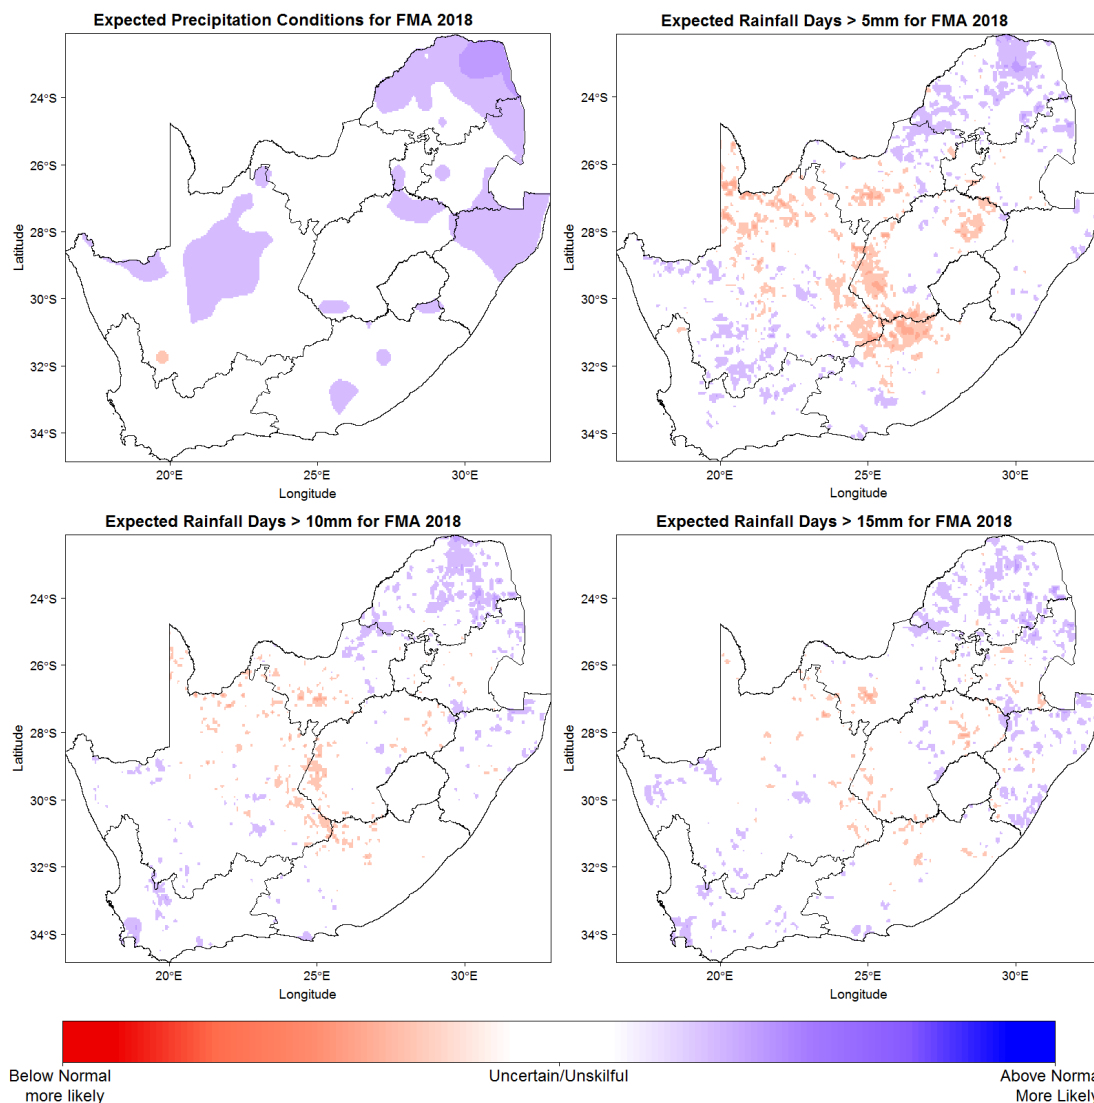 Expected Precipitation Conditions for FMA 2018
Latitude
24°S
26°S
28°S
30°S
32°S
34°S
20°E
25°E
30°E
Longitude
Expected Rainfall Days > 5mm for FMA 2018
Latitude
24°S
26°S
28°S
30°S
32°S
34°S
20°E
25°E
30°E
Longitude
Expected Rainfall Days > 10mm for FMA 2018
Latitude
24°S
26°S
28°S
30°S
32°S
34°S
20°E
25°E
30°E
Longitude
Expected Rainfall Days > 15mm for FMA 2018
Latitude
24°S
26°S
28°S
30°S
32°S
34°S
20°E
25°E
30°E
Longitude
Below Normal
more likely
Uncertain/Unskilful
Above Norma
More Likely